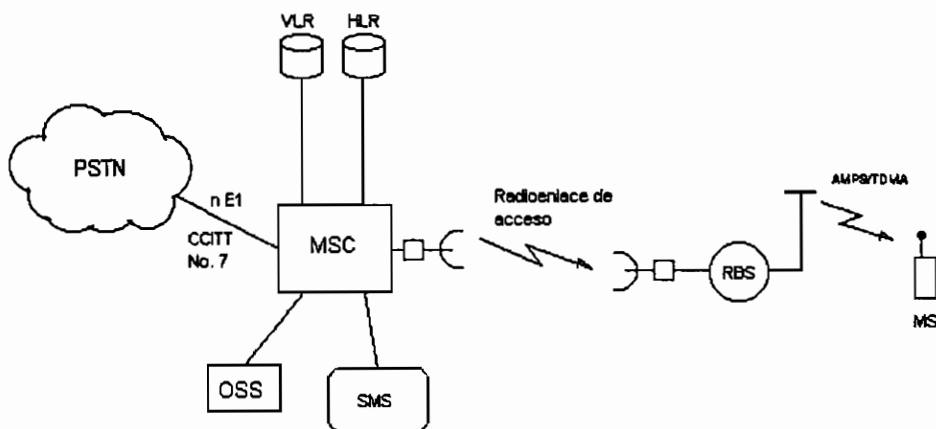 VLR HLR
PSTN
n E1
CCITT
No. 7
MSC
Radioenlace de
acceso
AMPS/TDMA
RBS
MS
OSS
SMS